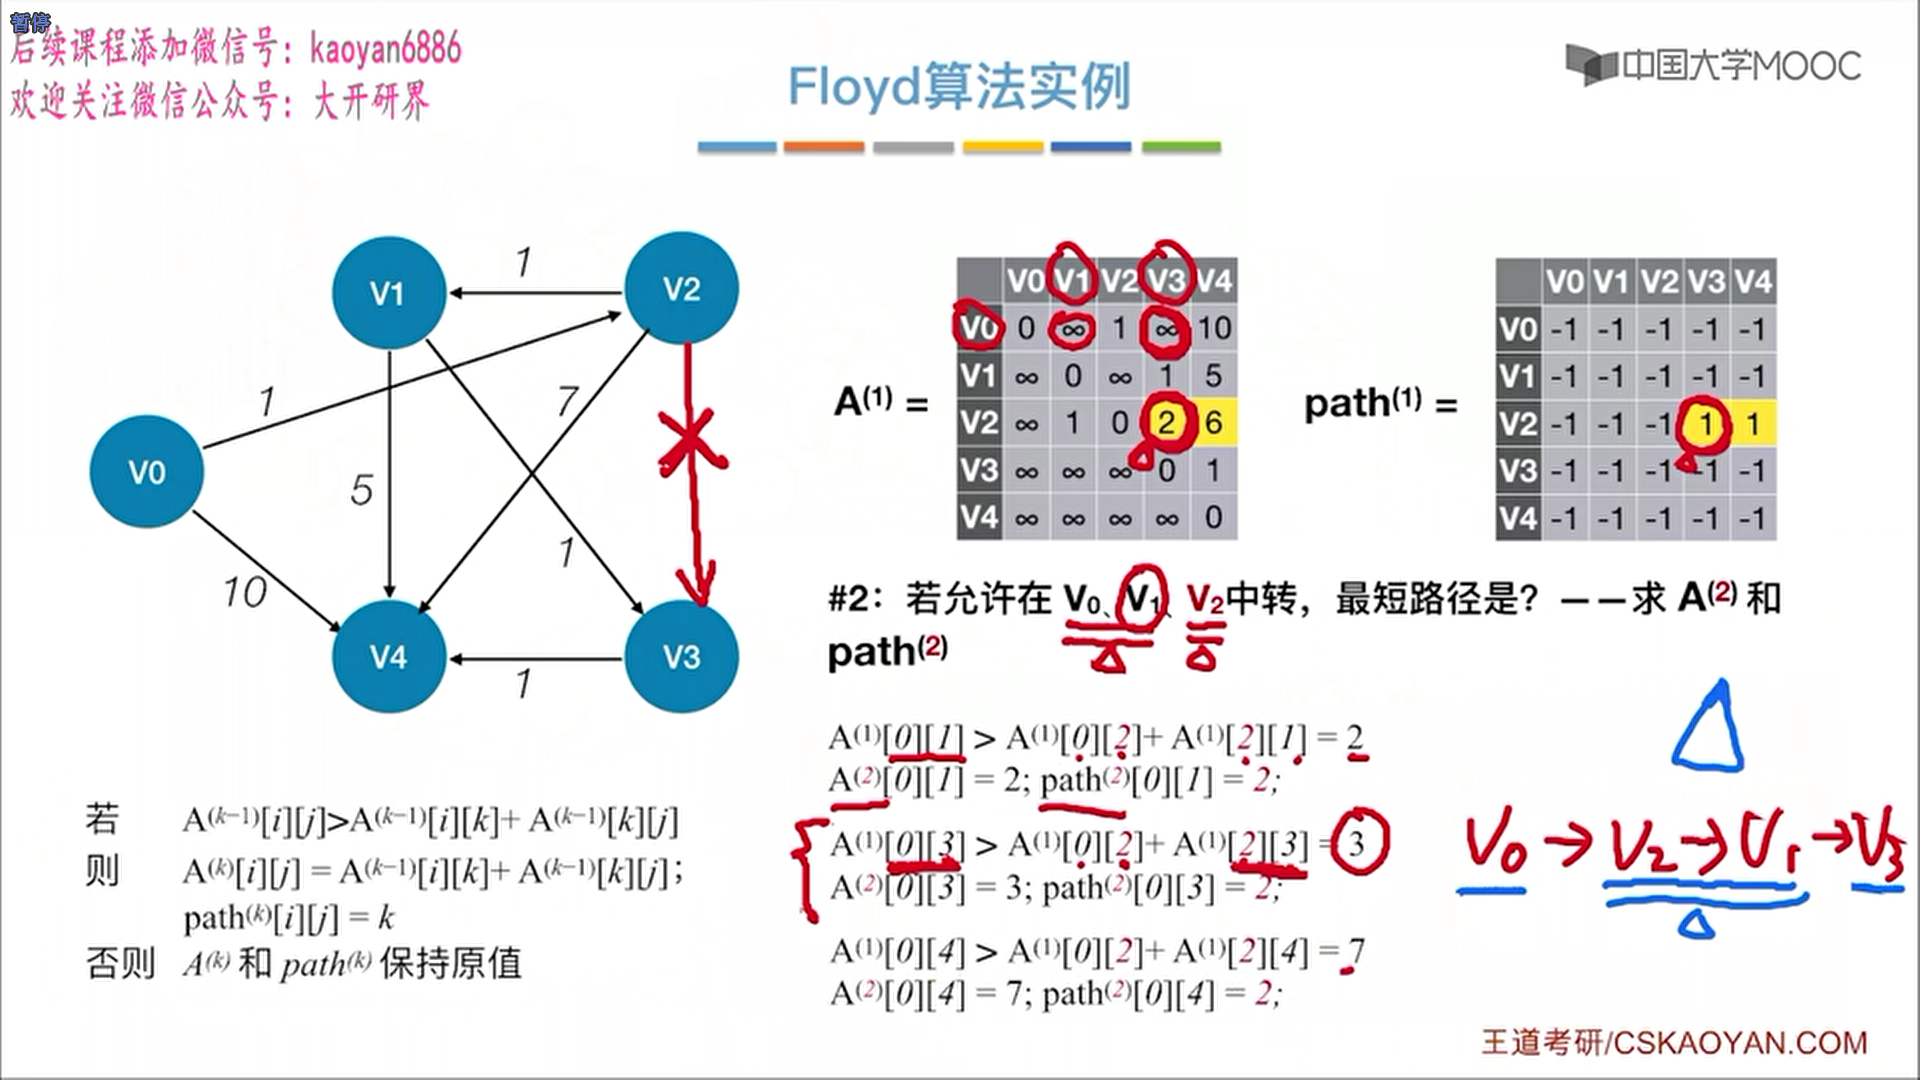 暂停
后续课程添加微信号：kaoyan6886
欢迎关注微信公众号：大开研界
Floyd算法实例
中国大学MOOC
V1
V2
V0
V4
V3
1
1
7
5
1
10
1
A(1) =
V0 V1 V2 V3 V4
V0 0 ∞ 1 ∞ 10
V1 ∞ 0 ∞ 1 5
V2 ∞ 1 0 2 6
V3 ∞ ∞ ∞ 0 1
V4 ∞ ∞ ∞ ∞ 0
path(1) =
V0 V1 V2 V3 V4
V0 -1 -1 -1 -1 -1
V1 -1 -1 -1 -1 -1
V2 -1 -1 -1 1 1
V3 -1 -1 -1 -1 -1
V4 -1 -1 -1 -1 -1
#2：若允许在 V0、V1、V2中转，最短路径是？——求 A(2) 和
path(2)
A(1)[0][1] > A(1)[0][2]+ A(1)[2][1] = 2
A(2)[0][1] = 2; path(2)[0][1] = 2;
A(1)[0][3] > A(1)[0][2]+ A(1)[2][3] = 3
A(2)[0][3] = 3; path(2)[0][3] = 2;
A(1)[0][4] > A(1)[0][2]+ A(1)[2][4] = 7
A(2)[0][4] = 7; path(2)[0][4] = 2;
V0→V2→V1→V3
若 A(k−1)[i][j]>A(k−1)[i][k]+ A(k−1)[k][j]
则 A(k)[i][j] = A(k−1)[i][k]+ A(k−1)[k][j]；
path(k)[i][j] = k
否则 A(k) 和 path(k) 保持原值
王道考研/CSKAOYAN.COM